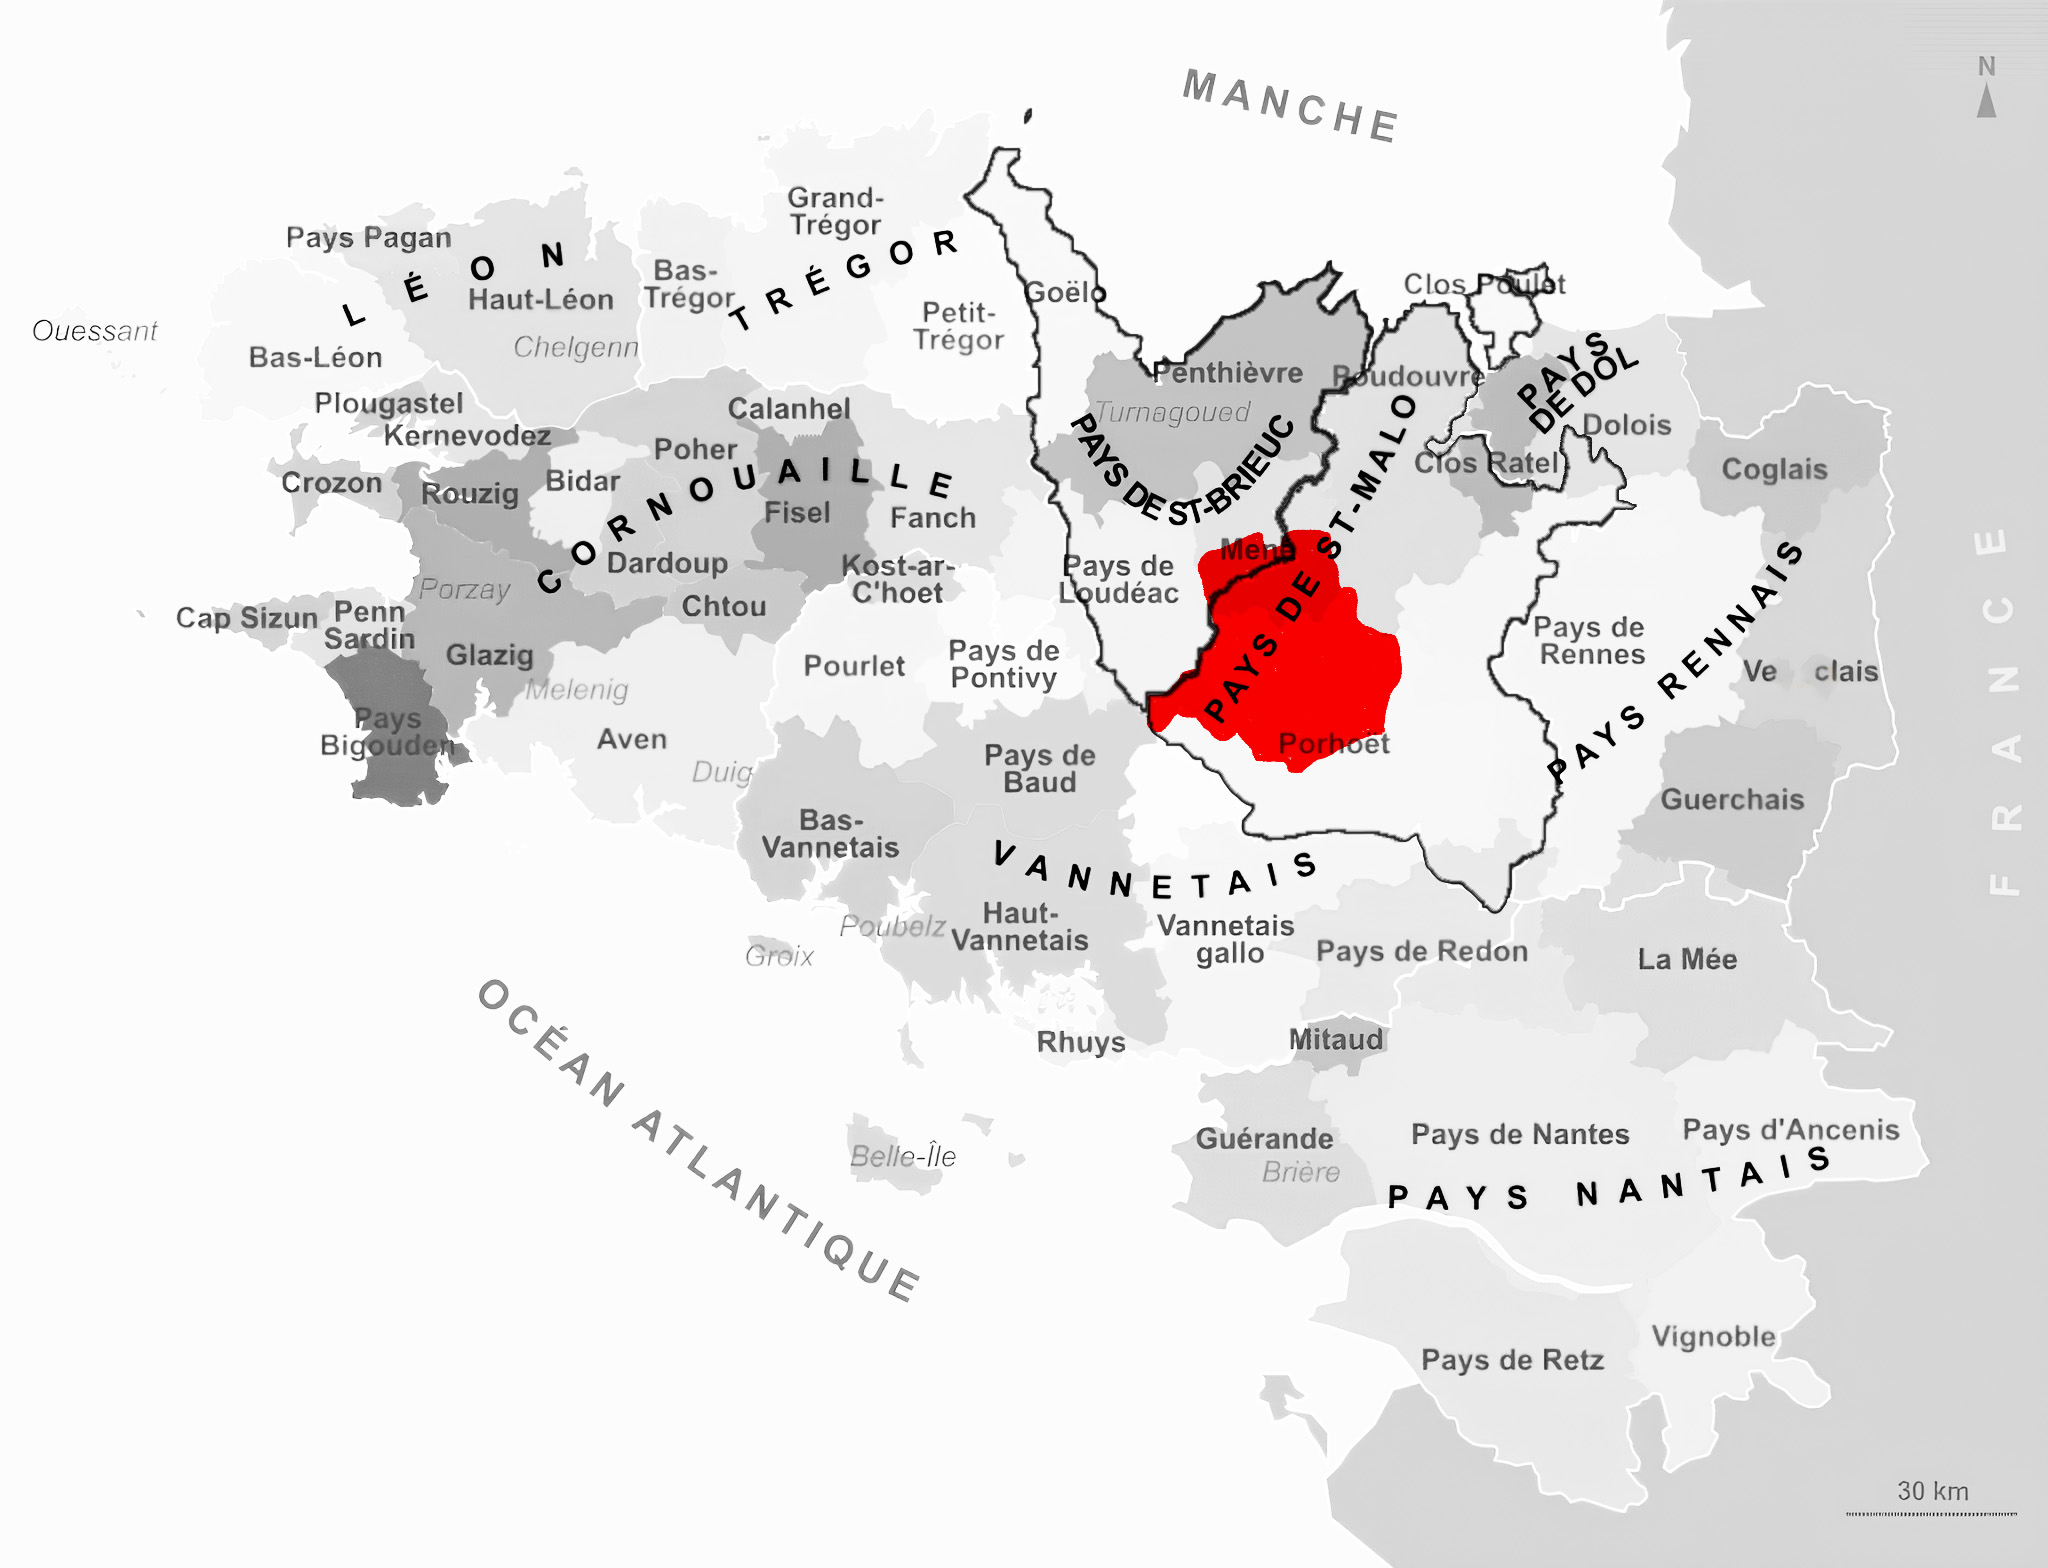 MANCHE
N
Grand-
Trégor
Pays Pagan
LÉON
Haut-Léon
Bas-
Trégor
TRÉGOR
Goëlo
Clos Poulet
Petit-
Trégor
Ouessant
Bas-Léon
Chelgenn
Penthièvre
Poudouvre
PAYS
DE DOL
Plougastel
Calanhel
Turnagoued
Dolois
Kernevodez
Poher
PAYS DE ST-BRIEUC
Clos Ratel
Coglais
Crozon
Rouzig
Bidar
CORNOUAILLE
Fisel
Fanch
Dardoup
Kost-ar-
C'hoet
Pays de
Loudéac
Mené
PAYS DE ST-MALO
Porzay
Cap Sizun
Penn
Sardin
Chtou
Glazig
Pourlet
Pays de
Pontivy
Pays de
Rennes
PAYS RENNAIS
FRANCE
Melenig
Pays
Bigouden
Aven
Duig
Pays de
Baud
Porhoët
Guerchais
Bas-
Vannetais
VANNETAIS
Poubelz
Groix
Haut-
Vannetais
Vannetais
gallo
Pays de Redon
La Mée
OCÉAN ATLANTIQUE
Rhuys
Mitaud
Belle-Île
Guérande
Brière
Pays de Nantes
Pays d'Ancenis
PAYS NANTAIS
Pays de Retz
Vignoble
30 km